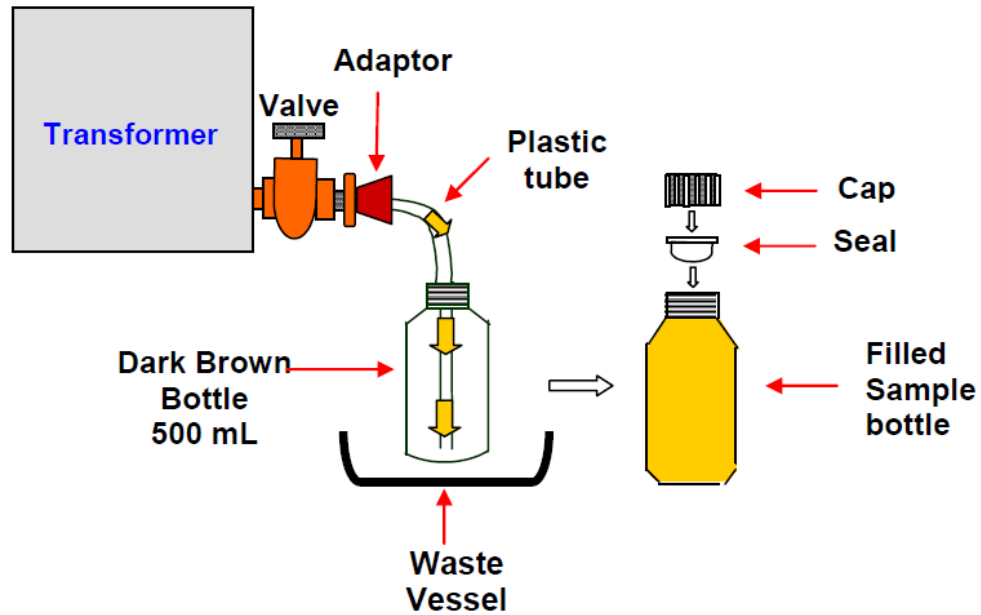 Adaptor
Valve
Transformer
Plastic
tube
Cap
Seal
Dark Brown
Bottle
500 mL
Filled
Sample
bottle
Waste
Vessel